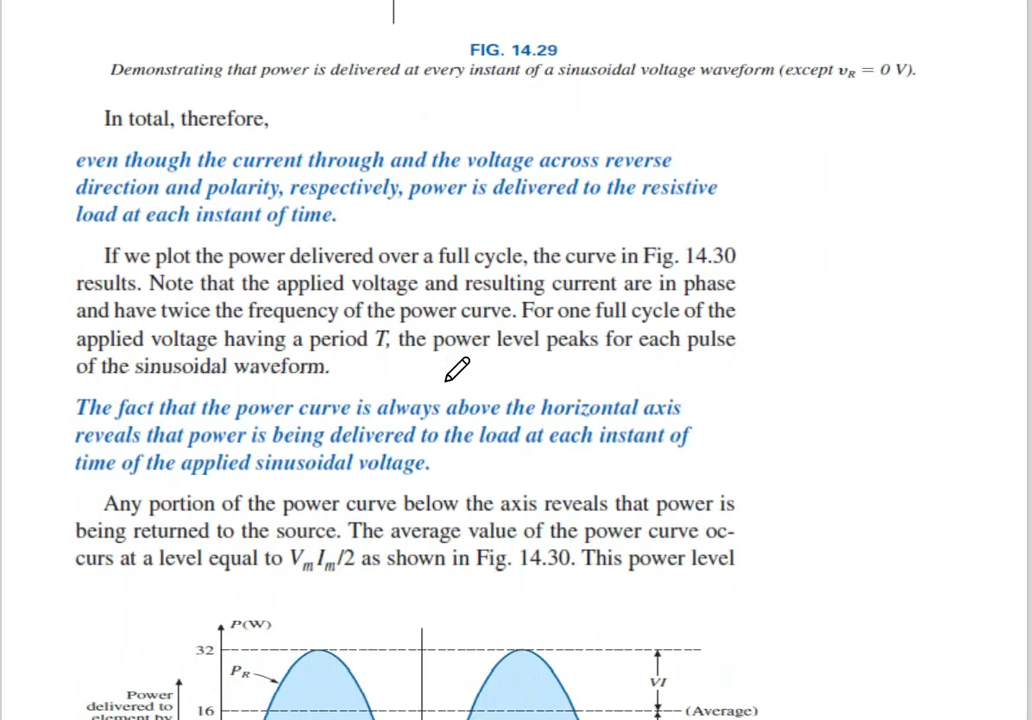 FIG. 14.29
Demonstrating that power is delivered at every instant of a sinusoidal voltage waveform (except vR = 0 V).
In total, therefore,
even though the current through and the voltage across reverse
direction and polarity, respectively, power is delivered to the resistive
load at each instant of time.
If we plot the power delivered over a full cycle, the curve in Fig. 14.30
results. Note that the applied voltage and resulting current are in phase
and have twice the frequency of the power curve. For one full cycle of the
applied voltage having a period T, the power level peaks for each pulse
of the sinusoidal waveform.
The fact that the power curve is always above the horizontal axis
reveals that power is being delivered to the load at each instant of
time of the applied sinusoidal voltage.
Any portion of the power curve below the axis reveals that power is
being returned to the source. The average value of the power curve oc-
curs at a level equal to VmIm/2 as shown in Fig. 14.30. This power level
P(W)
32
PR
VI
Power
delivered to
element by
16
(Average)